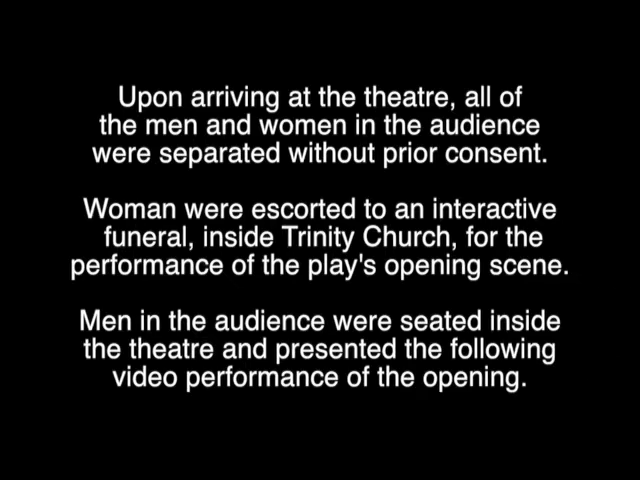 Upon arriving at the theatre, all of
the men and women in the audience
were separated without prior consent.
Woman were escorted to an interactive
funeral, inside Trinity Church, for the
performance of the play's opening scene.
Men in the audience were seated inside
the theatre and presented the following
video performance of the opening.